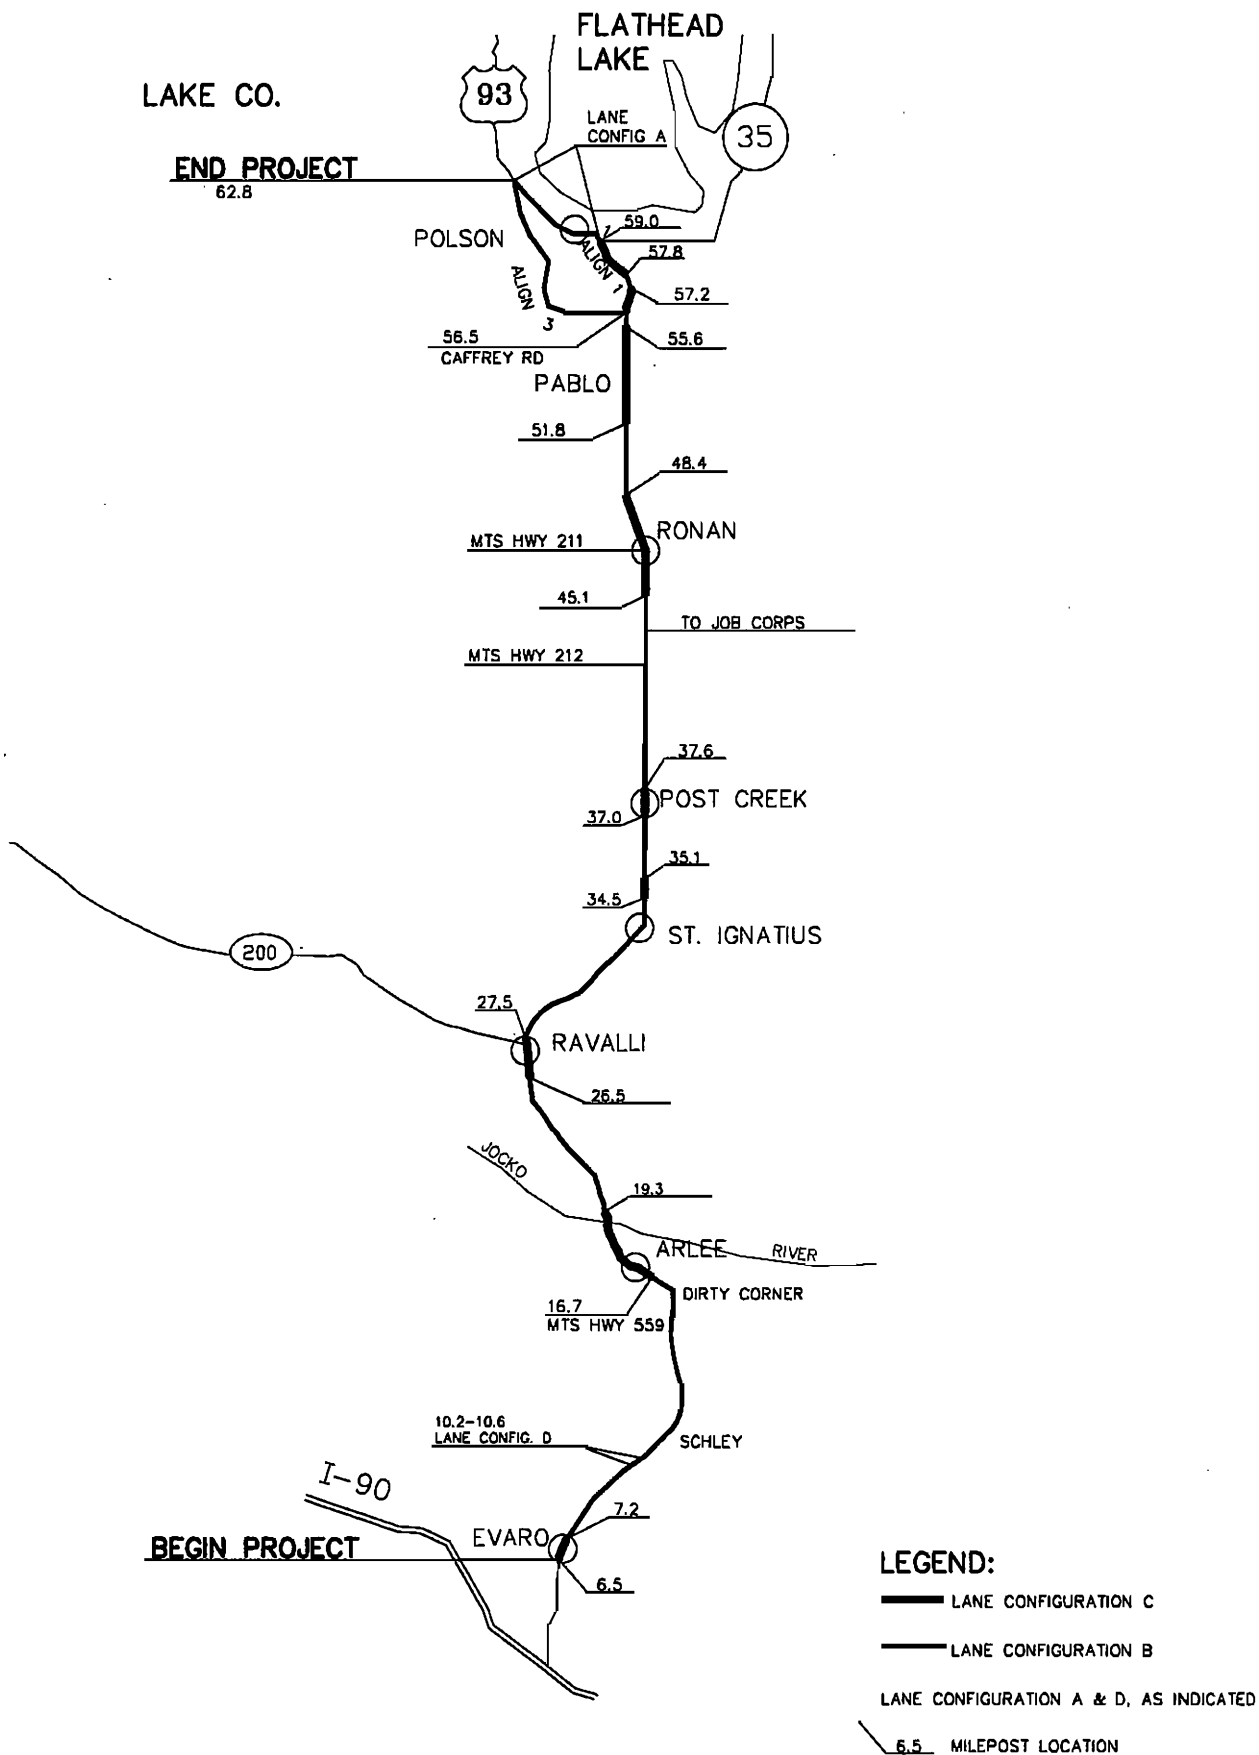 FLATHEAD
LAKE
LAKE CO.
93
LANE
CONFIG A
35
END PROJECT
62.8
POLSON
59.0
1
ALIGN 1
57.8
ALIGN
3
57.2
56.5
CAFFREY RD
55.6
PABLO
51.8
48.4
RONAN
MTS HWY 211
45.1
TO JOB CORPS
MTS HWY 212
37.6
POST CREEK
37.0
35.1
34.5
ST. IGNATIUS
200
27.5
RAVALLI
26.5
JOCKO
19.3
ARLEE
RIVER
DIRTY CORNER
16.7
MTS HWY 559
10.2-10.6
LANE CONFIG. D
SCHLEY
I-90
7.2
EVARO
BEGIN PROJECT
6.5
LEGEND:
LANE CONFIGURATION C
LANE CONFIGURATION B
LANE CONFIGURATION A & D, AS INDICATED
6.5 MILEPOST LOCATION